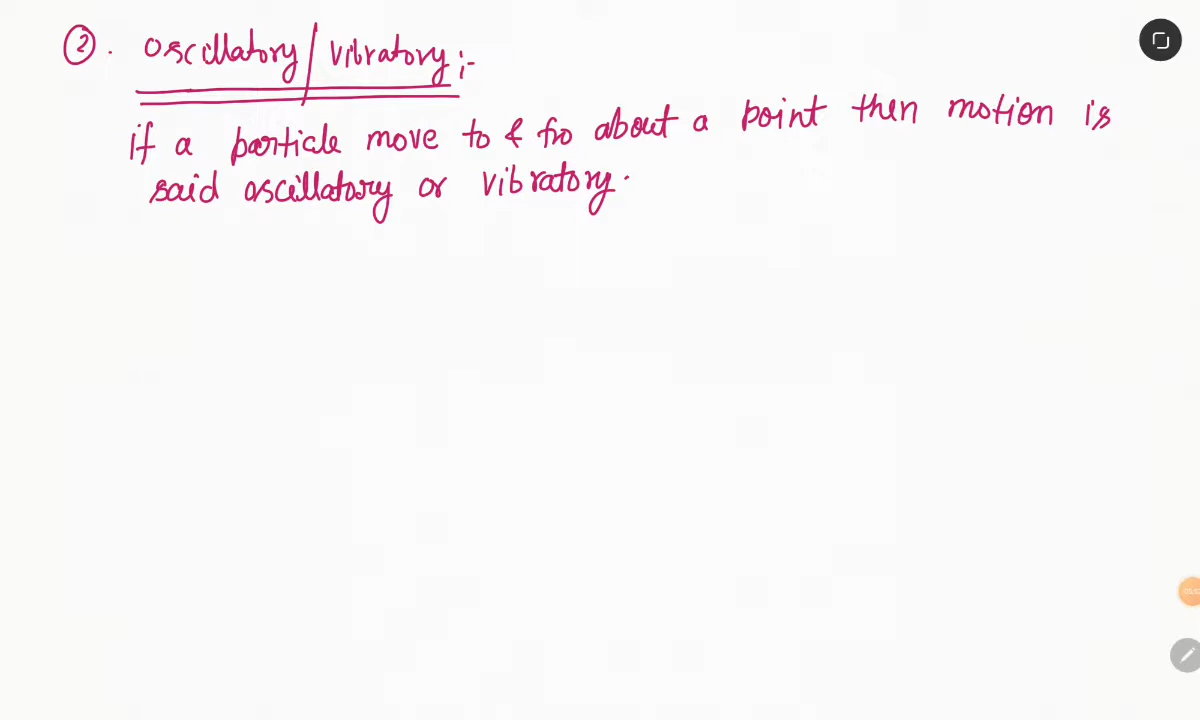 ②. oscillatory/vibratory :-
if a particle move to & fro about a point then motion is
said oscillatory or vibratory.